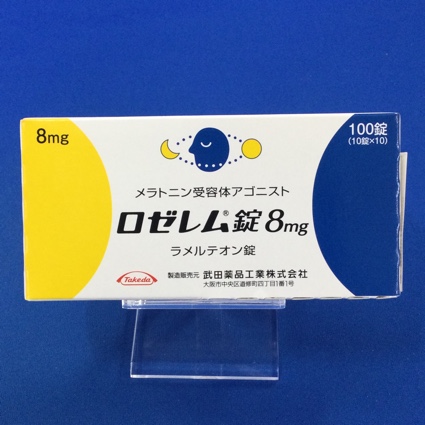 8mg
100錠
(10錠×10)
メラトニン受容体アゴニスト
ロゼレム®錠8mg
ラメルテオン錠
Takeda
製造販売元 武田薬品工業株式会社
大阪市中央区道修町四丁目1番1号